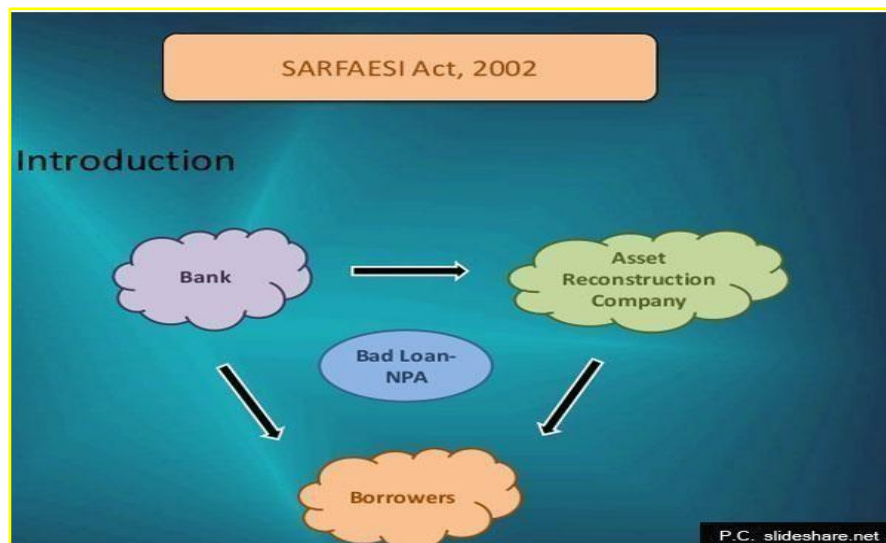 SARFAESI Act, 2002
Introduction
Bank
Asset
Reconstruction
Company
Bad Loan-
NPA
Borrowers
P.C. slideshare.net